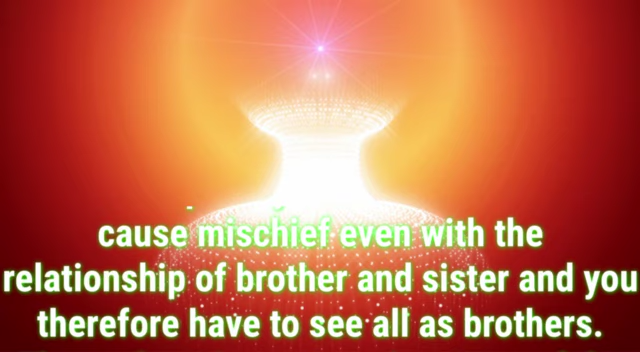 cause mischief even with the
relationship of brother and sister and you
therefore have to see all as brothers.